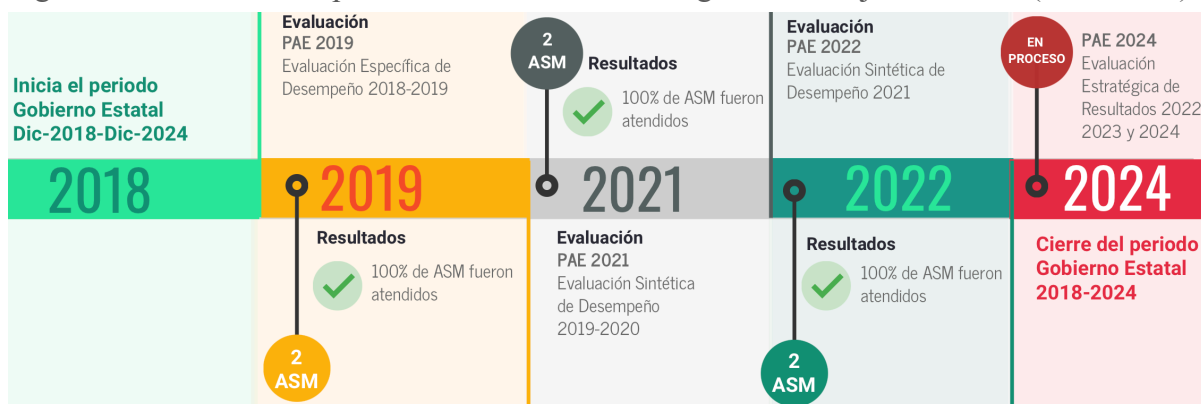 Inicia el periodo
Gobierno Estatal
Dic-2018-Dic-2024
2018
Evaluación
PAE 2019
Evaluación Específica de
Desempeño 2018-2019
2019
Resultados
100% de ASM fueron
atendidos
2
ASM
2
ASM
Resultados
100% de ASM fueron
atendidos
2021
Evaluación
PAE 2021
Evaluación Sintética
de Desempeño
2019-2020
Evaluación
PAE 2022
Evaluación Sintética de
Desempeño 2021
2022
Resultados
100% de ASM fueron
atendidos
2
ASM
EN
PROCESO
PAE 2024
Evaluación
Estratégica de
Resultados 2022
2023 y 2024
2024
Cierre del periodo
Gobierno Estatal
2018-2024